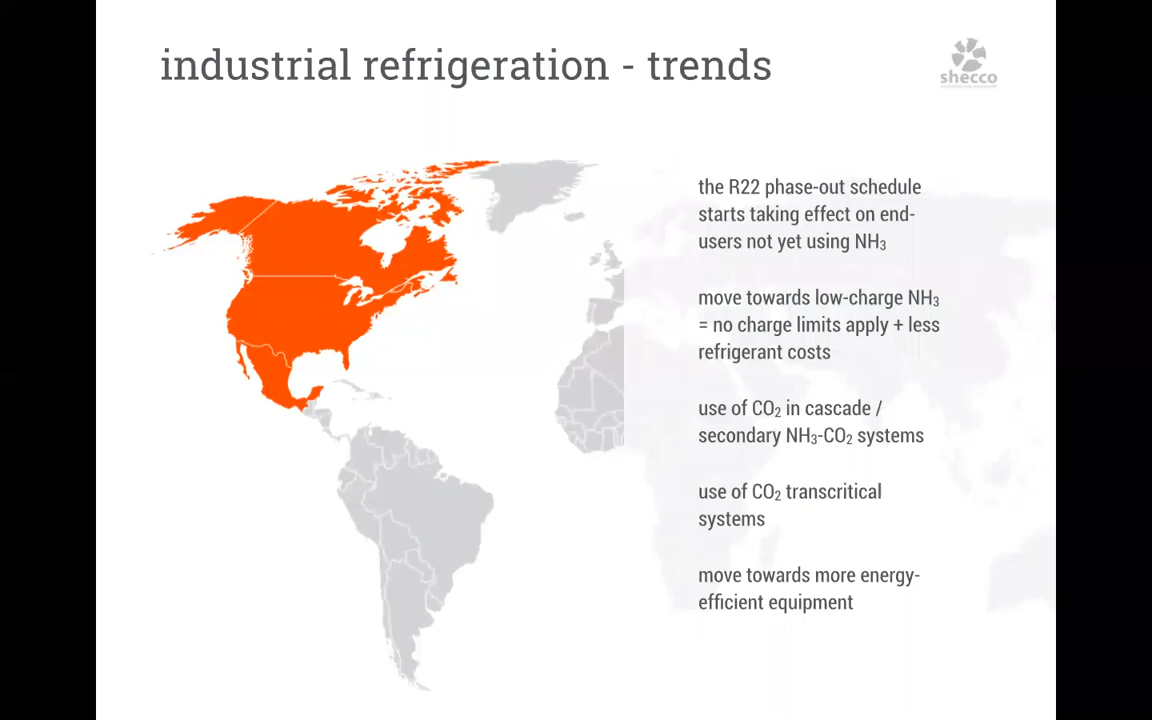 industrial refrigeration - trends
shecco
the R22 phase-out schedule
starts taking effect on end-
users not yet using NH₃
move towards low-charge NH₃
= no charge limits apply + less
refrigerant costs
use of CO₂ in cascade /
secondary NH₃-CO₂ systems
use of CO₂ transcritical
systems
move towards more energy-
efficient equipment